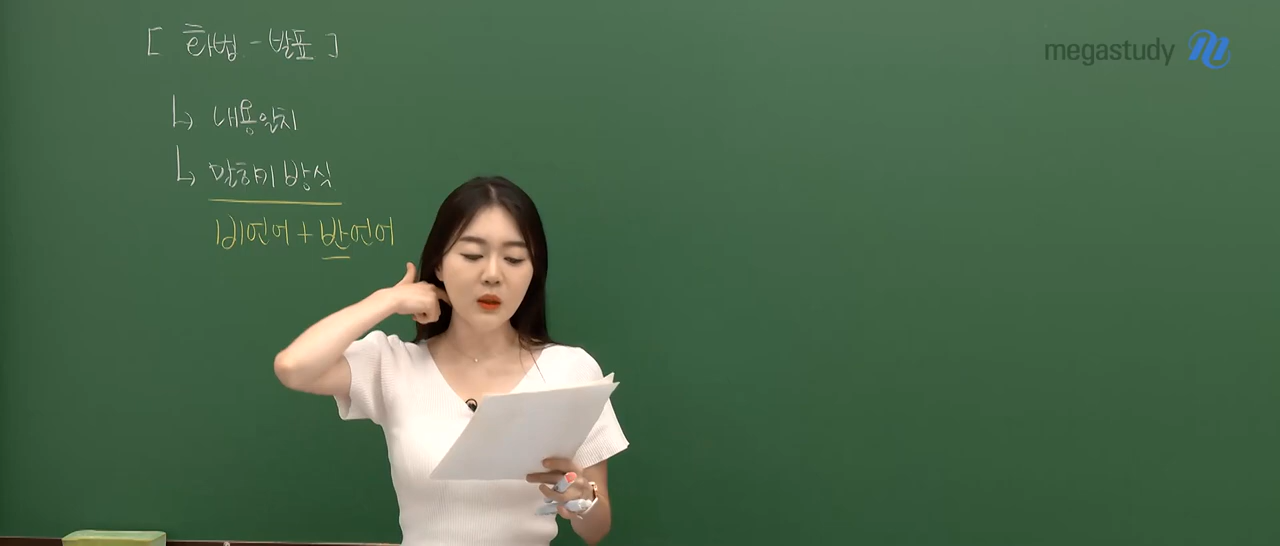 [ 화법 - 발표 ]
megastudy
↳ 내용일치
↳ 말하기 방식
비언어 + 반언어